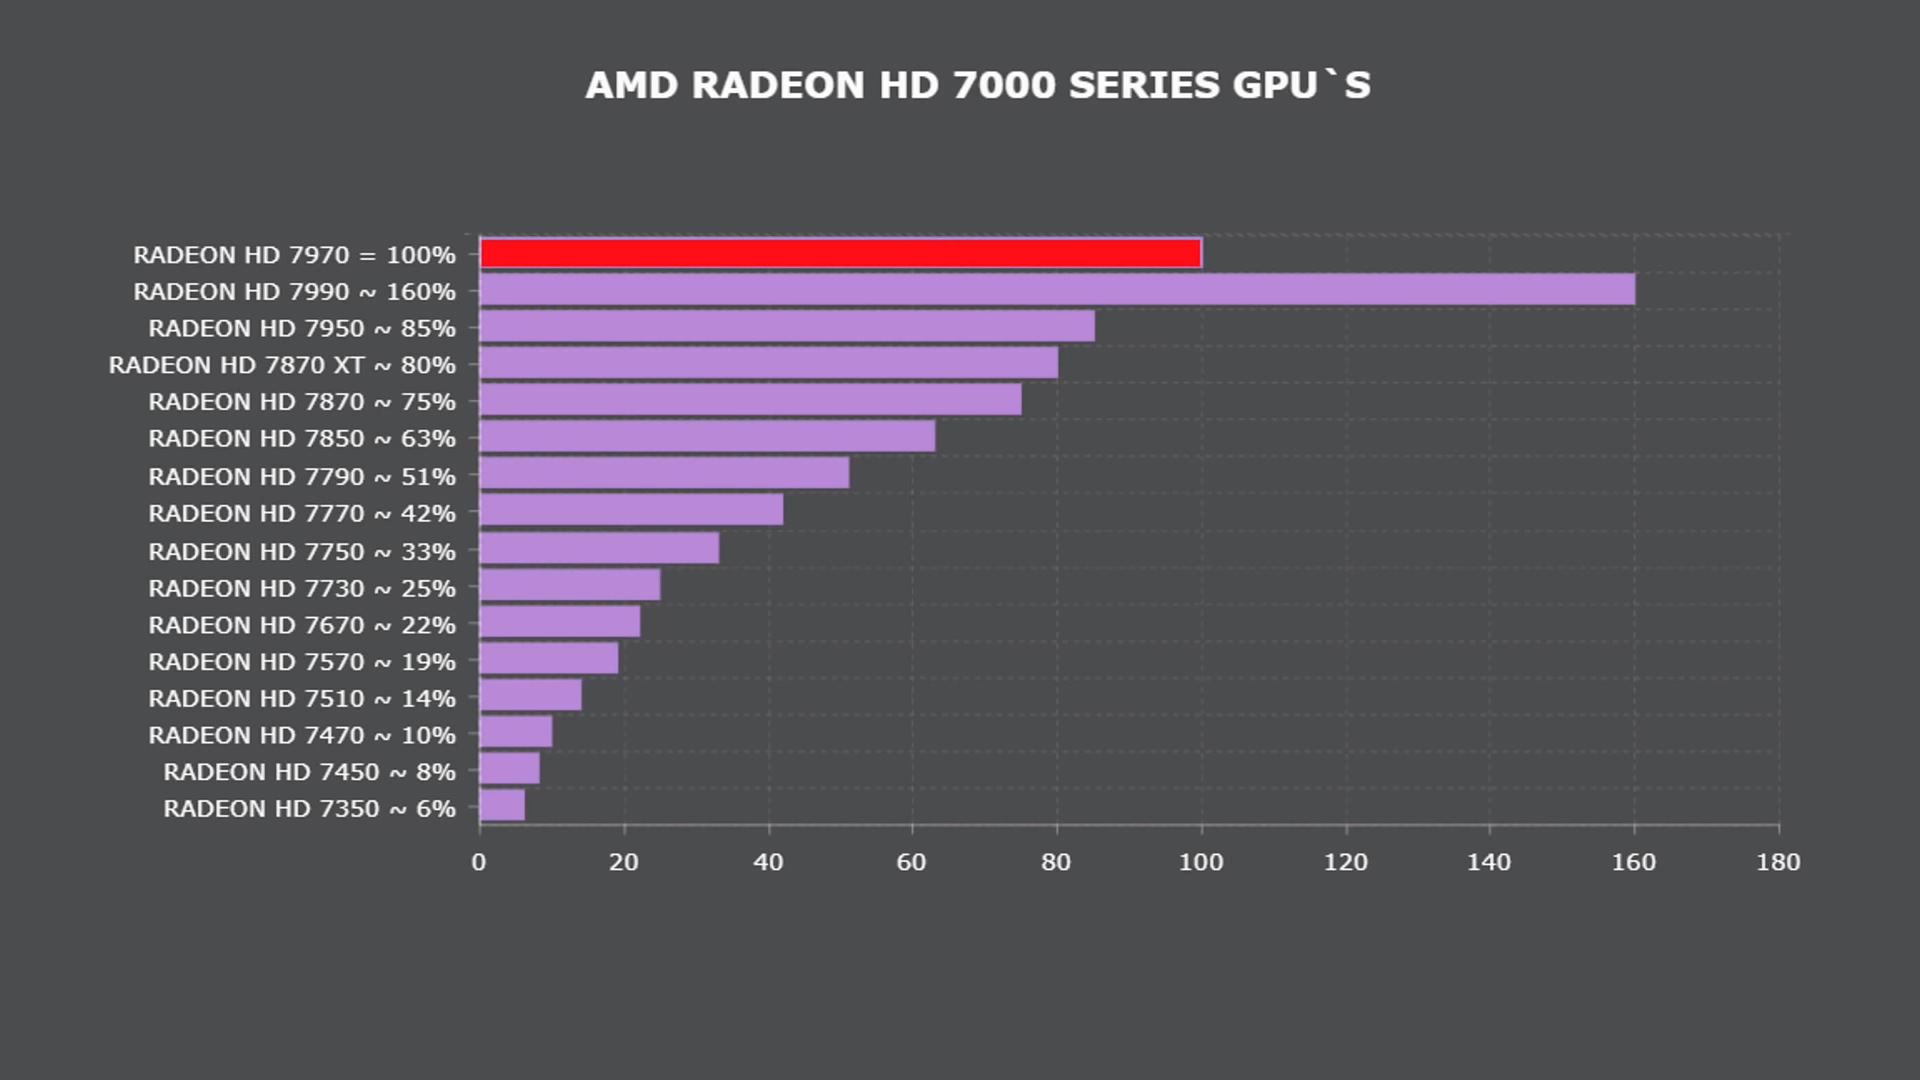 AMD RADEON HD 7000 SERIES GPU`S
RADEON HD 7970 = 100%
RADEON HD 7990 ~ 160%
RADEON HD 7950 ~ 85%
RADEON HD 7870 XT ~ 80%
RADEON HD 7870 ~ 75%
RADEON HD 7850 ~ 63%
RADEON HD 7790 ~ 51%
RADEON HD 7770 ~ 42%
RADEON HD 7750 ~ 33%
RADEON HD 7730 ~ 25%
RADEON HD 7670 ~ 22%
RADEON HD 7570 ~ 19%
RADEON HD 7510 ~ 14%
RADEON HD 7470 ~ 10%
RADEON HD 7450 ~ 8%
RADEON HD 7350 ~ 6%
0 20 40 60 80 100 120 140 160 180